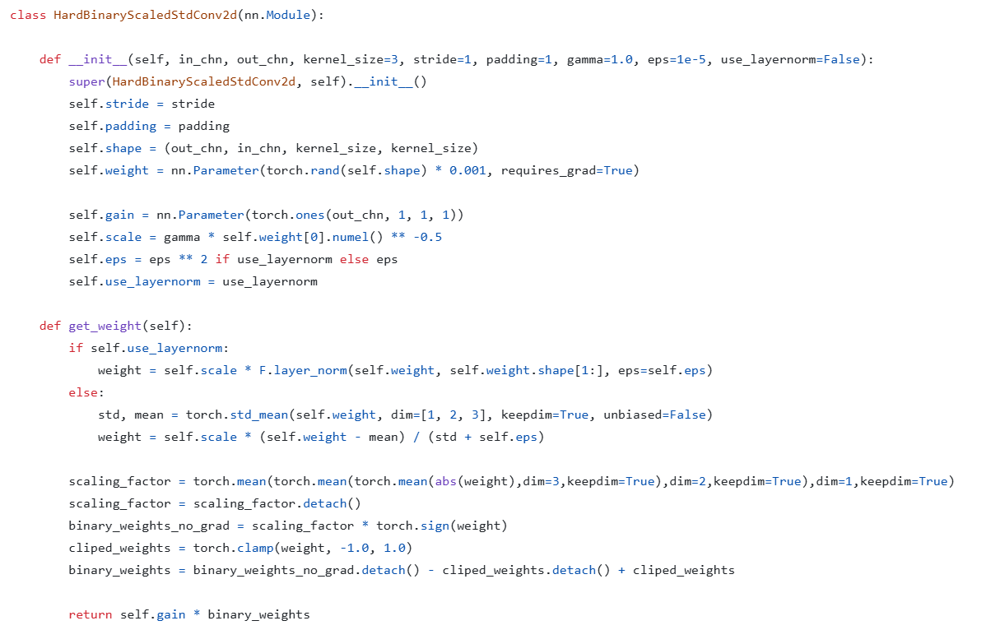 class HardBinaryScaledStdConv2d(nn.Module):
    def __init__(self, in_chn, out_chn, kernel_size=3, stride=1, padding=1, gamma=1.0, eps=1e-5, use_layernorm=False):
        super(HardBinaryScaledStdConv2d, self).__init__()
        self.stride = stride
        self.padding = padding
        self.shape = (out_chn, in_chn, kernel_size, kernel_size)
        self.weight = nn.Parameter(torch.rand(self.shape) * 0.001, requires_grad=True)
        self.gain = nn.Parameter(torch.ones(out_chn, 1, 1, 1))
        self.scale = gamma * self.weight[0].numel() ** -0.5
        self.eps = eps ** 2 if use_layernorm else eps
        self.use_layernorm = use_layernorm
    def get_weight(self):
        if self.use_layernorm:
            weight = self.scale * F.layer_norm(self.weight, self.weight.shape[1:], eps=self.eps)
        else:
            std, mean = torch.std_mean(self.weight, dim=[1, 2, 3], keepdim=True, unbiased=False)
            weight = self.scale * (self.weight - mean) / (std + self.eps)
        scaling_factor = torch.mean(torch.mean(torch.mean(abs(weight),dim=3,keepdim=True),dim=2,keepdim=True),dim=1,keepdim=True)
        scaling_factor = scaling_factor.detach()
        binary_weights_no_grad = scaling_factor * torch.sign(weight)
        cliped_weights = torch.clamp(weight, -1.0, 1.0)
        binary_weights = binary_weights_no_grad.detach() - cliped_weights.detach() + cliped_weights
        return self.gain * binary_weights